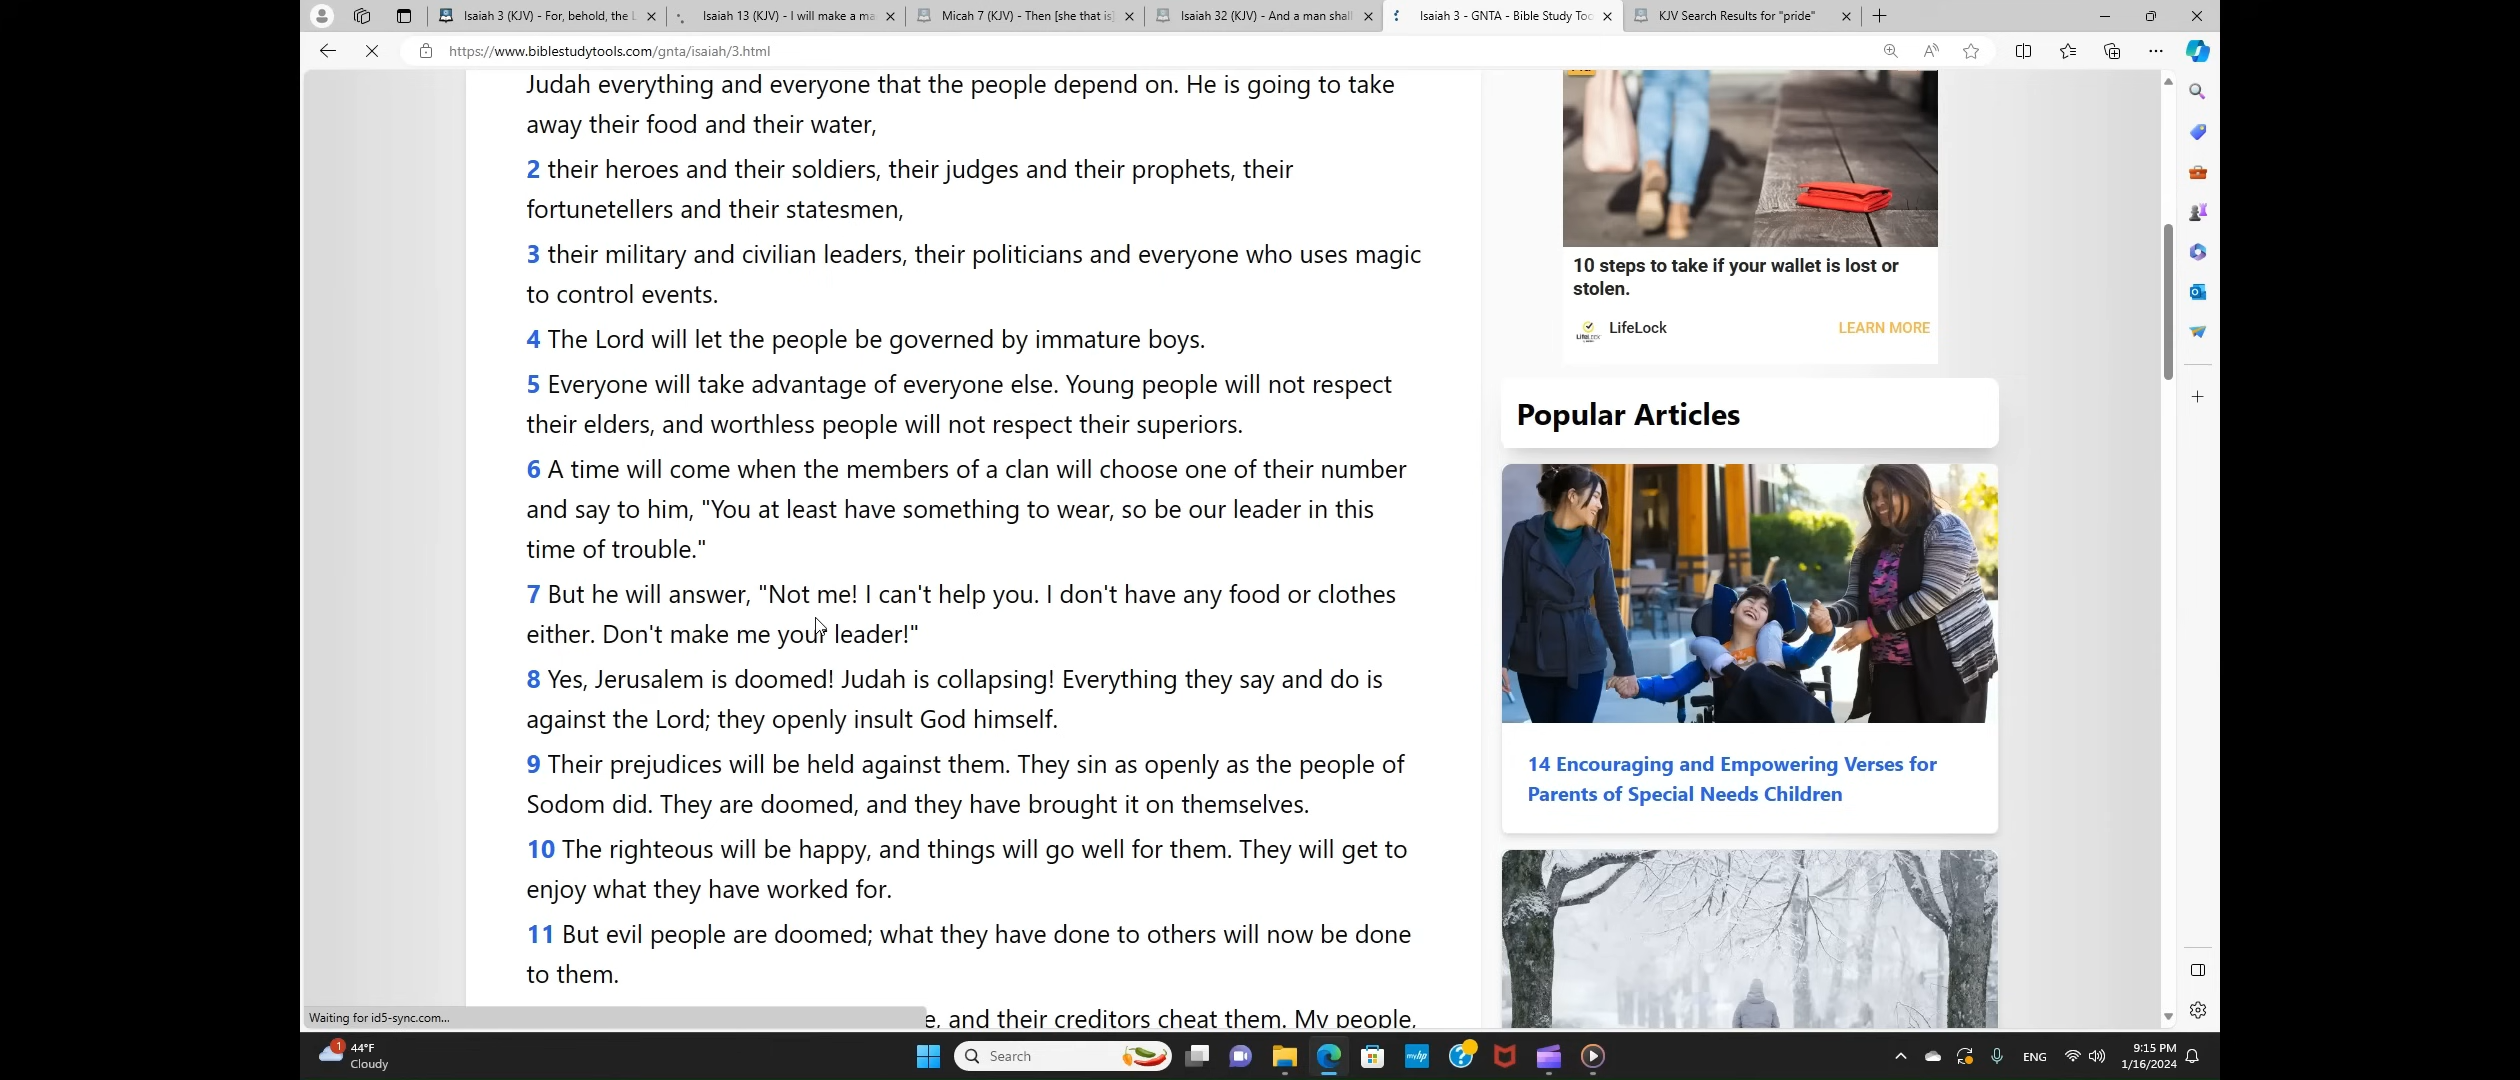 Isaiah 3 (KJV) - For, behold, the L
Isaiah 13 (KJV) - I will make a ma
Micah 7 (KJV) - Then [she that is]
Isaiah 32 (KJV) - And a man shall
Isaiah 3 - GNTA - Bible Study Too
KJV Search Results for "pride"
https://www.biblestudytools.com/gnta/isaiah/3.html
Judah everything and everyone that the people depend on. He is going to take
away their food and their water,
2 their heroes and their soldiers, their judges and their prophets, their
fortunetellers and their statesmen,
3 their military and civilian leaders, their politicians and everyone who uses magic
to control events.
4 The Lord will let the people be governed by immature boys.
5 Everyone will take advantage of everyone else. Young people will not respect
their elders, and worthless people will not respect their superiors.
6 A time will come when the members of a clan will choose one of their number
and say to him, "You at least have something to wear, so be our leader in this
time of trouble."
7 But he will answer, "Not me! I can't help you. I don't have any food or clothes
either. Don't make me your leader!"
8 Yes, Jerusalem is doomed! Judah is collapsing! Everything they say and do is
against the Lord; they openly insult God himself.
9 Their prejudices will be held against them. They sin as openly as the people of
Sodom did. They are doomed, and they have brought it on themselves.
10 The righteous will be happy, and things will go well for them. They will get to
enjoy what they have worked for.
11 But evil people are doomed; what they have done to others will now be done
to them.
e, and their creditors cheat them. My people,
10 steps to take if your wallet is lost or
stolen.
LifeLock
LifeLock
LEARN MORE
Popular Articles
14 Encouraging and Empowering Verses for
Parents of Special Needs Children
Waiting for id5-sync.com...
1
44°F
Cloudy
Search
myhp
ENG
9:15 PM
1/16/2024